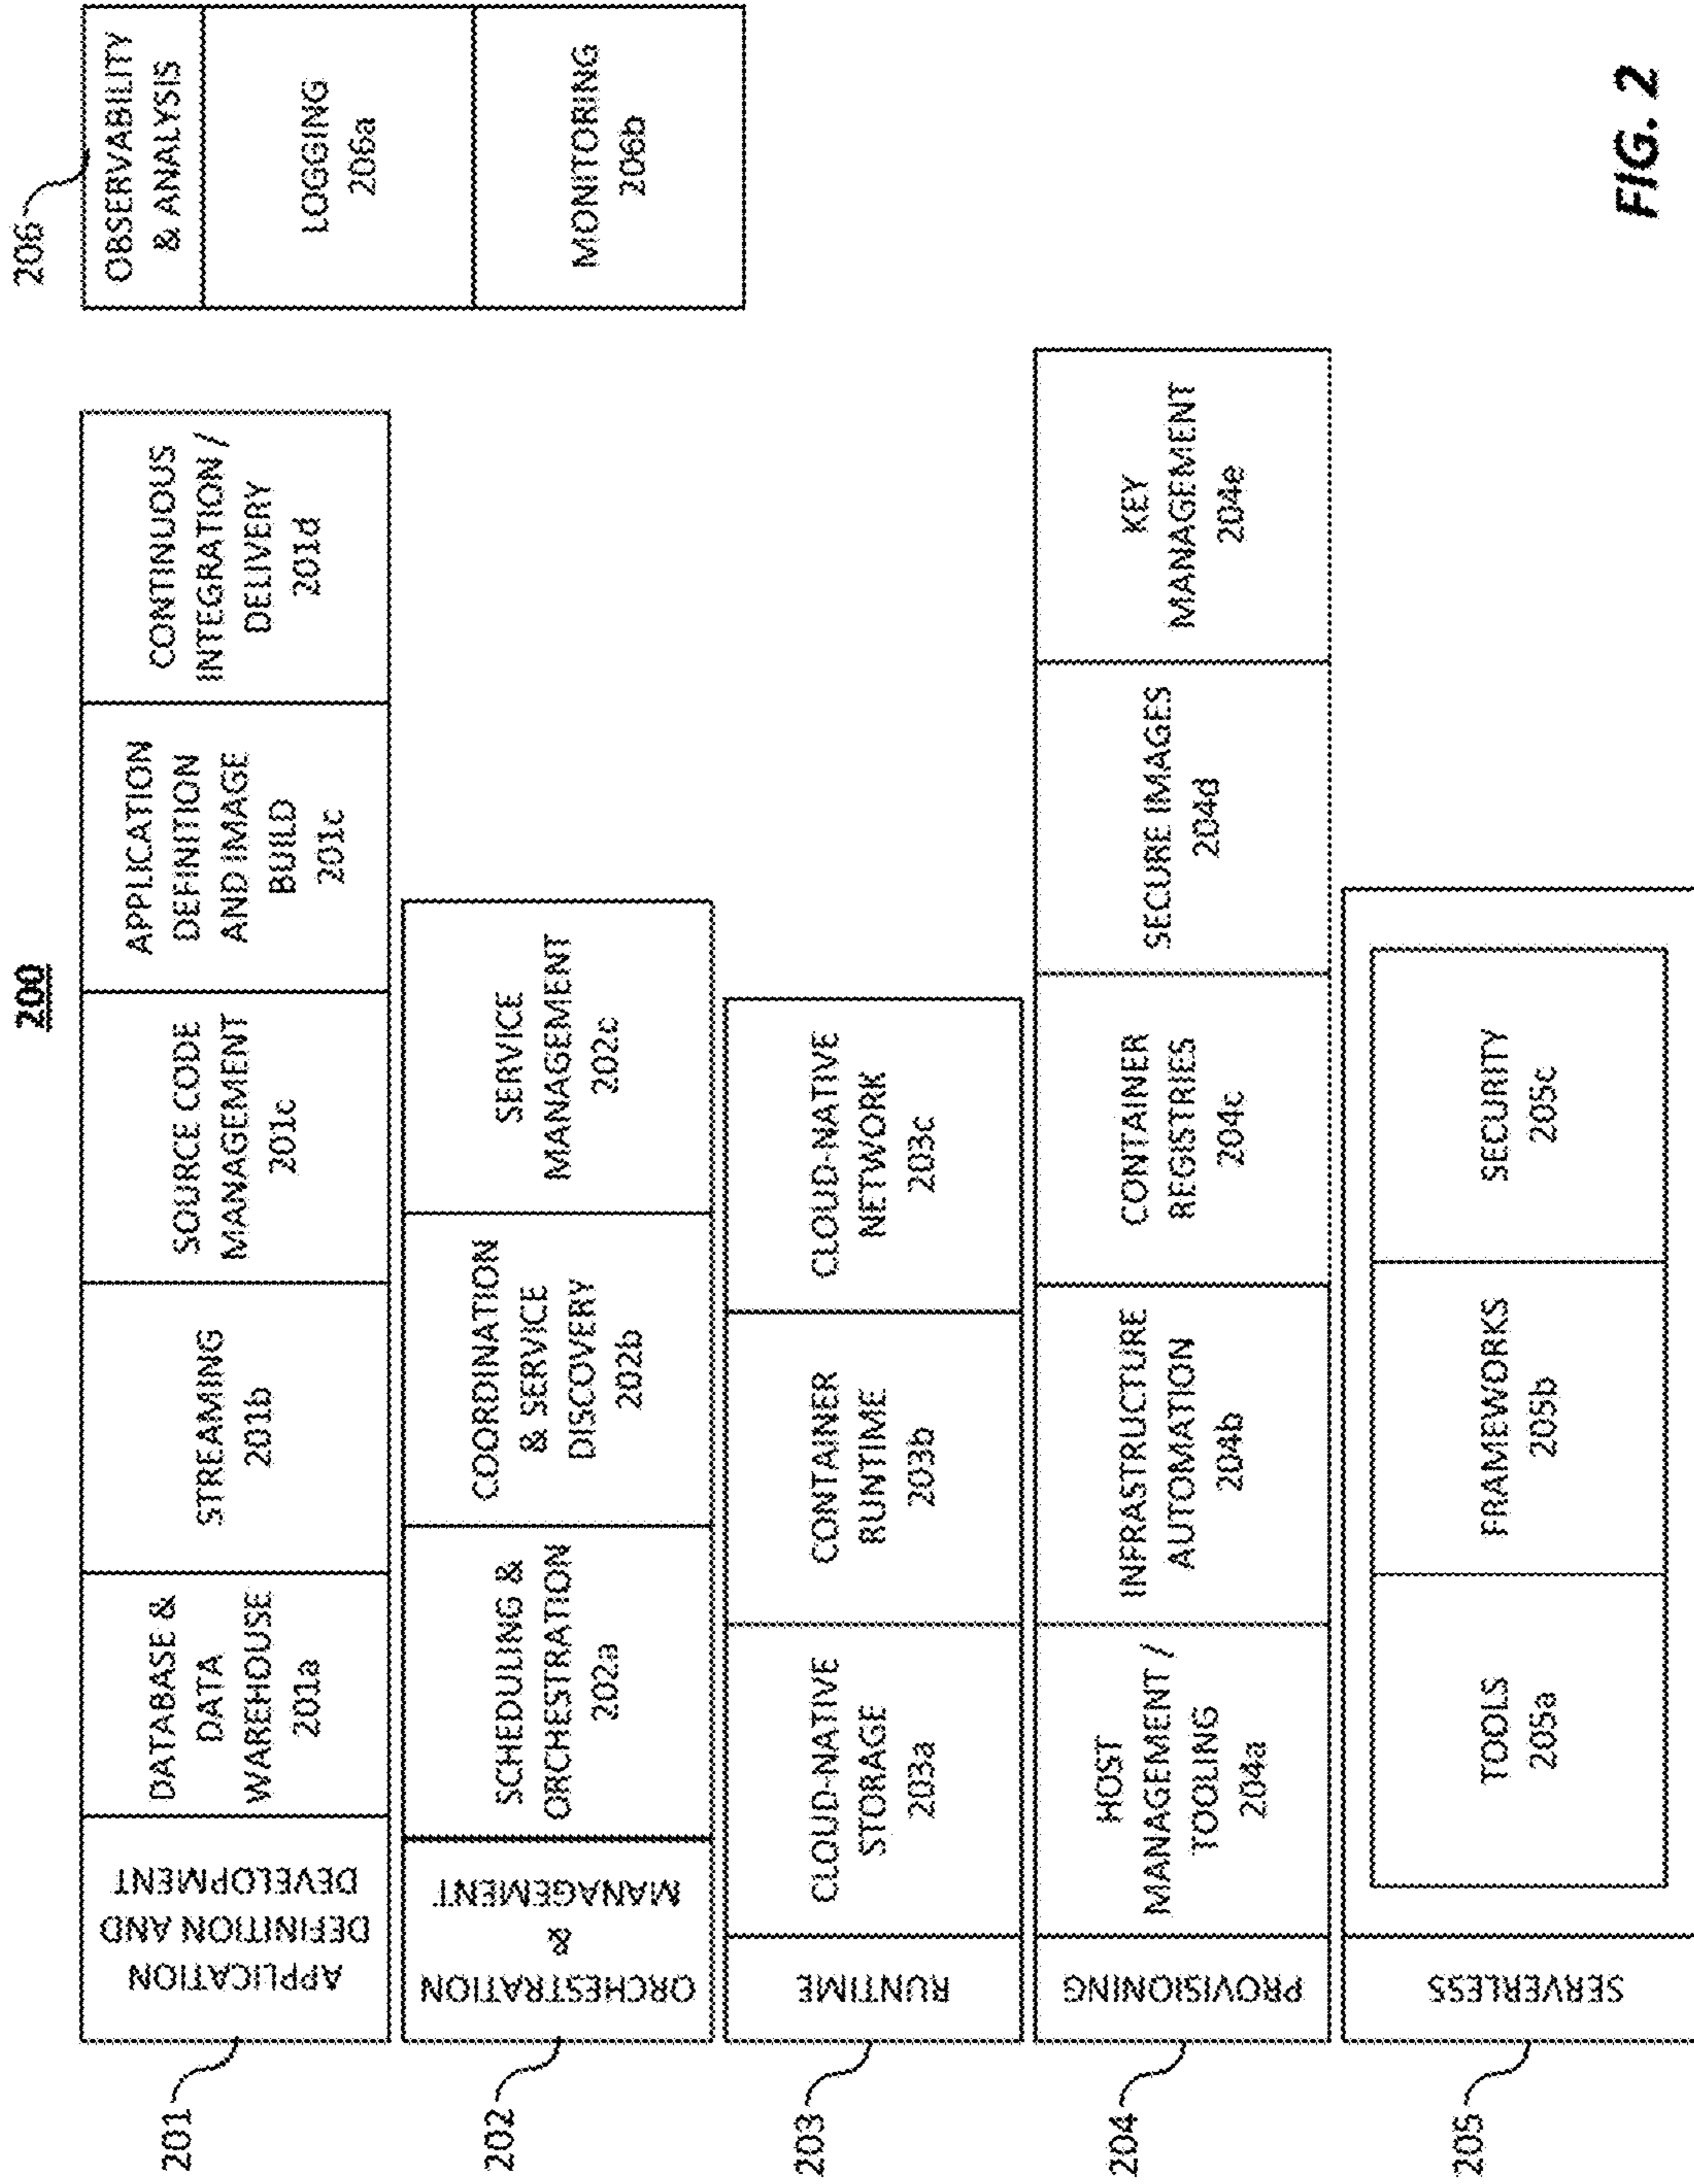 200
201
APPLICATION
DEFINITION AND
DEVELOPMENT
DATABASE &
DATA
WAREHOUSE
201a
STREAMING
201b
SOURCE CODE
MANAGEMENT
201c
APPLICATION
DEFINITION
AND IMAGE
BUILD
201c
CONTINUOUS
INTEGRATION /
DELIVERY
201d
206
OBSERVABILITY
& ANALYSIS
LOGGING
206a
MONITORING
206b
202
ORCHESTRATION
&
MANAGEMENT
SCHEDULING &
ORCHESTRATION
202a
COORDINATION
& SERVICE
DISCOVERY
202b
SERVICE
MANAGEMENT
202c
203
RUNTIME
CLOUD-NATIVE
STORAGE
203a
CONTAINER
RUNTIME
203b
CLOUD-NATIVE
NETWORK
203c
204
PROVISIONING
HOST
MANAGEMENT /
TOOLING
204a
INFRASTRUCTURE
AUTOMATION
204b
CONTAINER
REGISTRIES
204c
SECURE IMAGES
204d
KEY
MANAGEMENT
204e
205
SERVERLESS
TOOLS
205a
FRAMEWORKS
205b
SECURITY
205c
FIG. 2